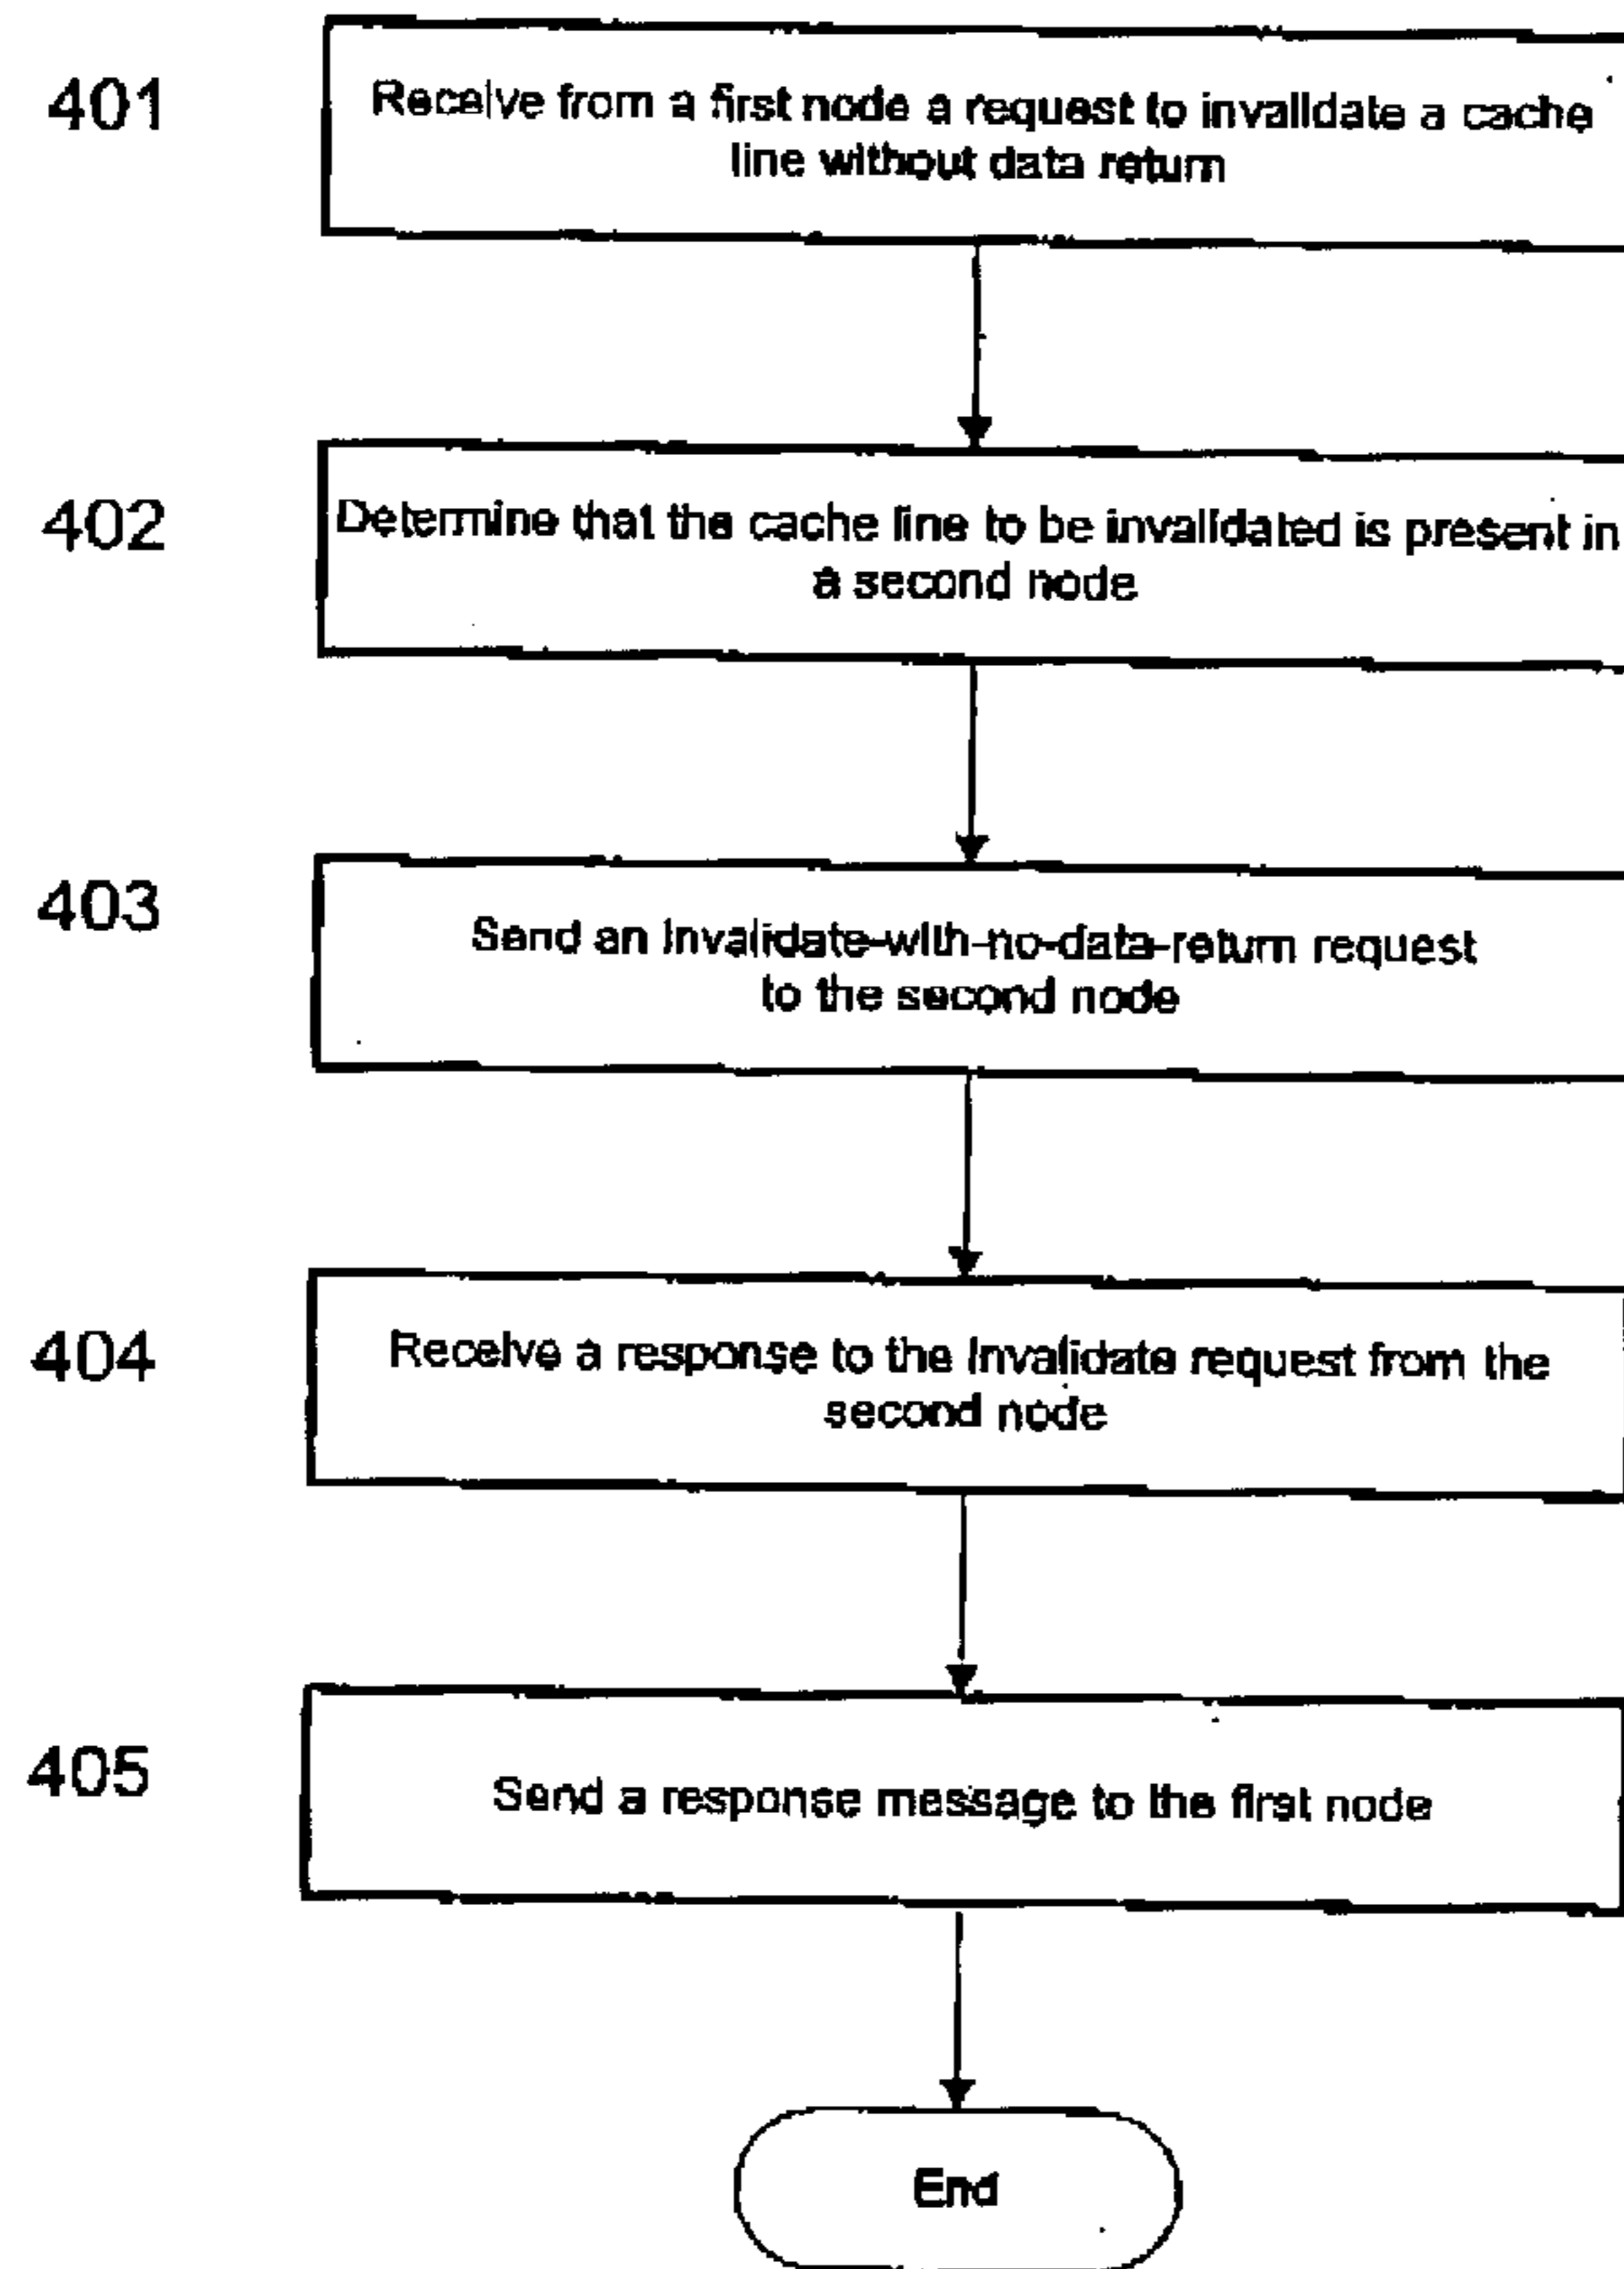 401
Receive from a first node a request to invalidate a cache
line without data return
402
Determine that the cache line to be invalidated is present in
a second node
403
Send an Invalidate-with-no-data-return request
to the second node
404
Receive a response to the Invalidate request from the
second node
405
Send a response message to the first node
End